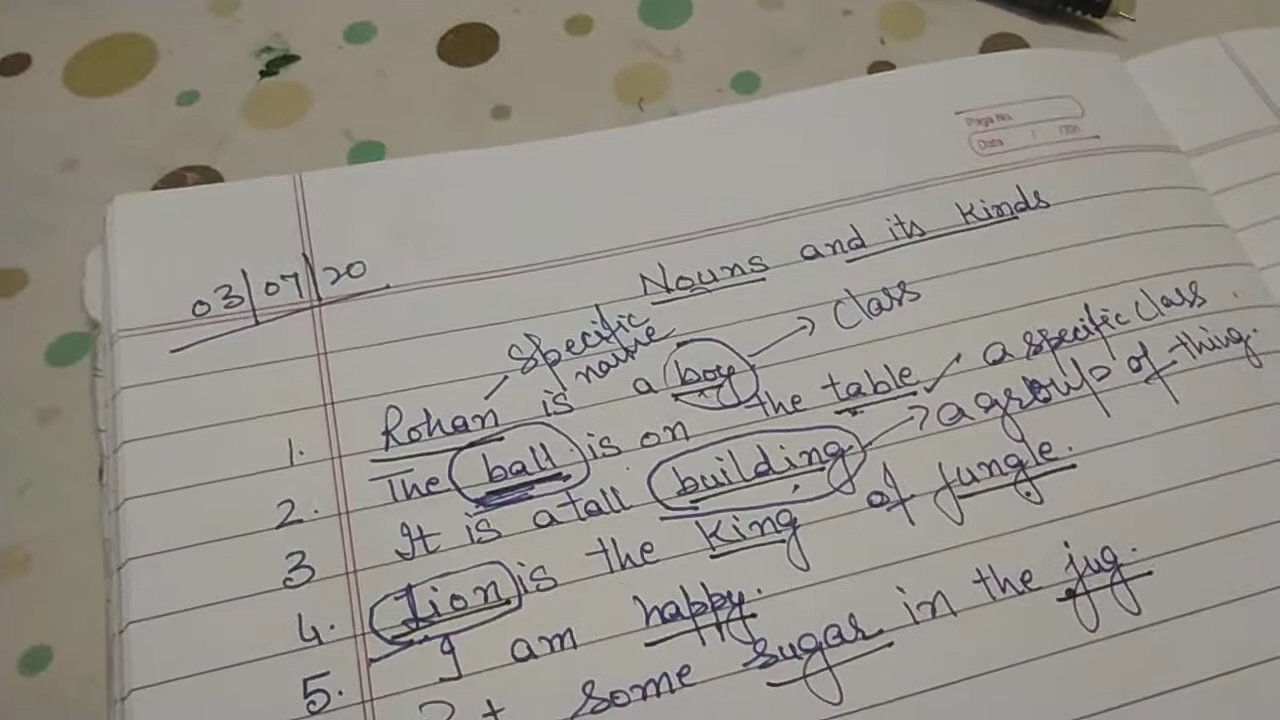 Page No.
Date: / /20
03/07/20
Nouns and its Kinds
Specific name
Class
1. Rohan is a boy
a specific class.
2. The ball is on the table
a group of thing.
3 It is a tall building
4. Lion is the king of Jungle.
5. I am happy.
some sugar in the jug.